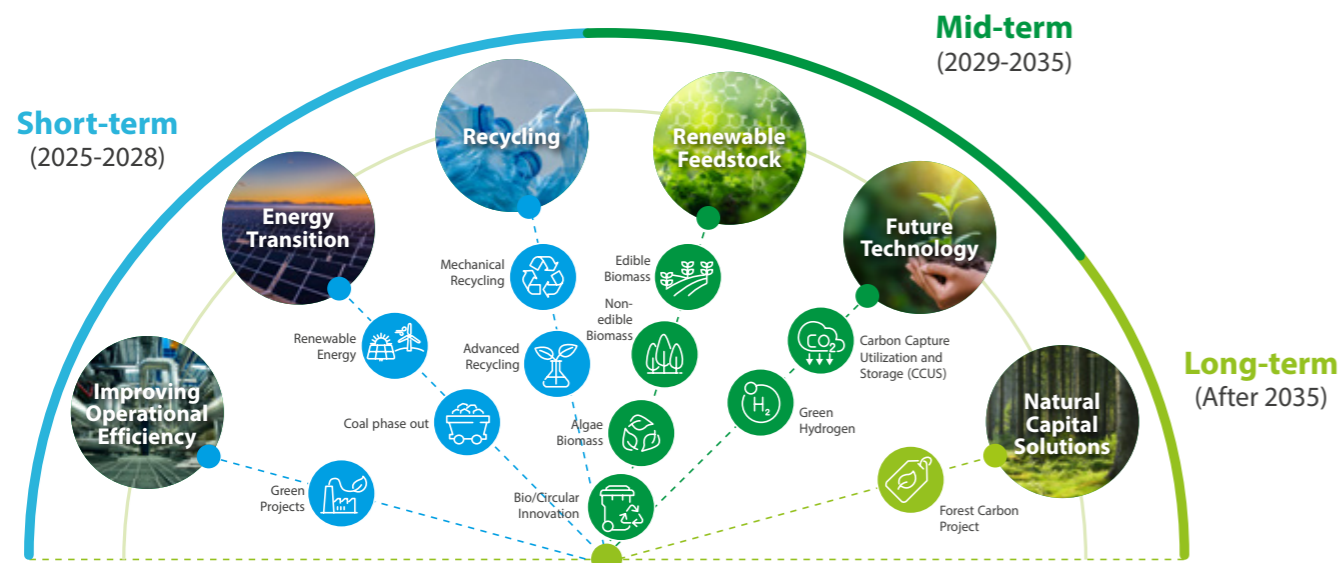 Short-term
(2025-2028)
Mid-term
(2029-2035)
Long-term
(After 2035)
Improving
Operational
Efficiency
Green
Projects
Energy
Transition
Renewable
Energy
Coal phase out
Recycling
Mechanical
Recycling
Advanced
Recycling
Renewable
Feedstock
Edible
Biomass
Non-
edible
Biomass
Algae
Biomass
Bio/Circular
Innovation
Future
Technology
CO2
Carbon Capture
Utilization and
Storage (CCUS)
H2
Green
Hydrogen
Natural
Capital
Solutions
Forest Carbon
Project